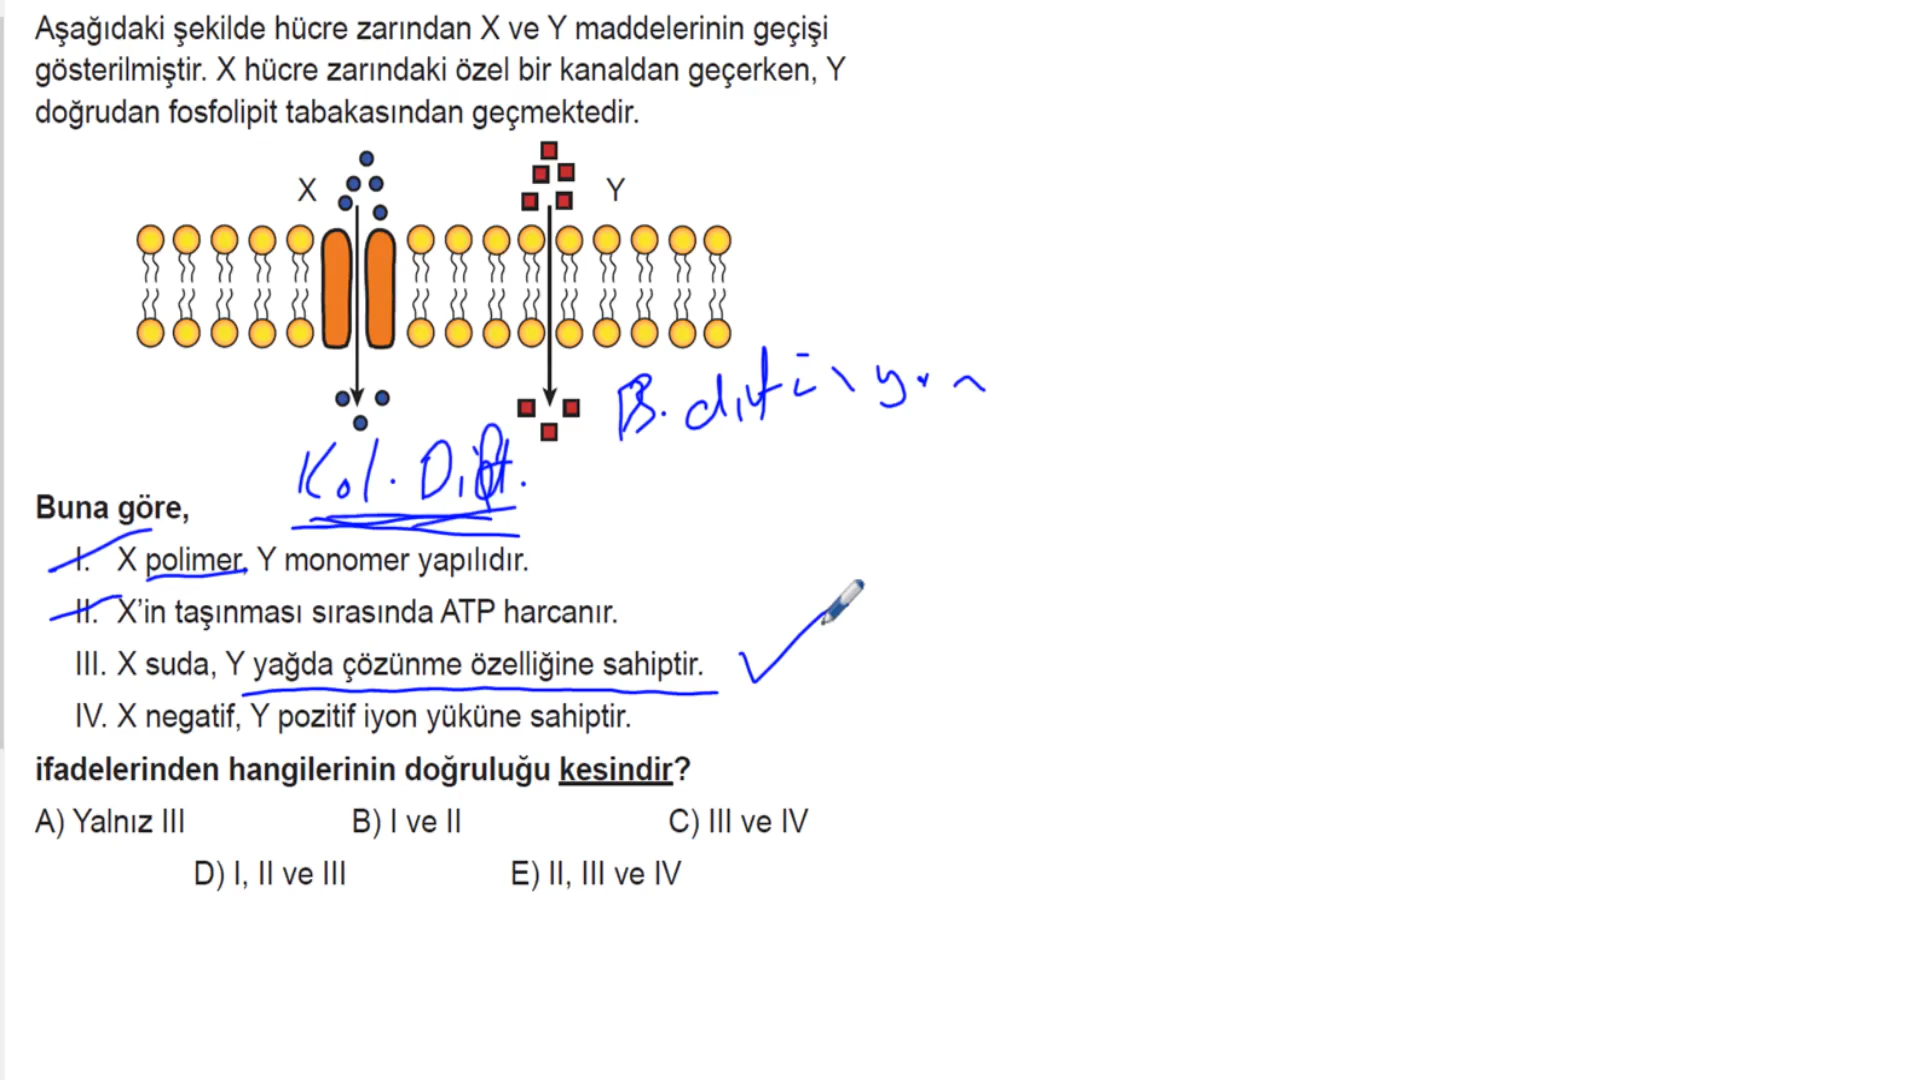 Aşağıdaki şekilde hücre zarından X ve Y maddelerinin geçişi
gösterilmiştir. X hücre zarındaki özel bir kanaldan geçerken, Y
doğrudan fosfolipit tabakasından geçmektedir.
X
Y
B. difüzyon
Kol. Dif.
Buna göre,
I. X polimer, Y monomer yapılıdır.
II. X’in taşınması sırasında ATP harcanır.
III. X suda, Y yağda çözünme özelliğine sahiptir.
IV. X negatif, Y pozitif iyon yüküne sahiptir.
ifadelerinden hangilerinin doğruluğu kesindir?
A) Yalnız III B) I ve II C) III ve IV
D) I, II ve III E) II, III ve IV